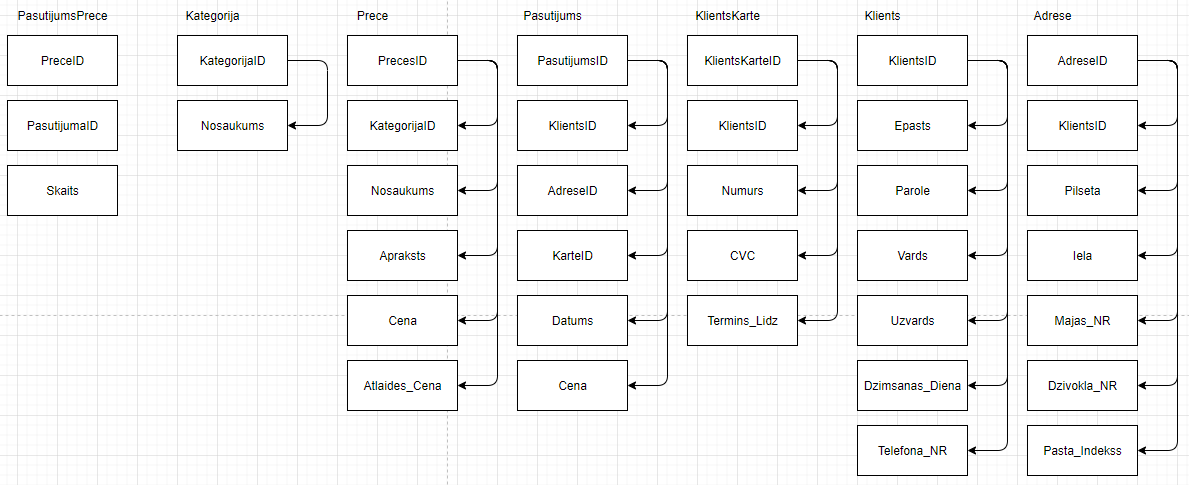 PasutijumsPrece
PreceID
PasutijumaID
Skaits
Kategorija
KategorijaID
Nosaukums
Prece
PrecesID
KategorijaID
Nosaukums
Apraksts
Cena
Atlaides_Cena
Pasutijums
PasutijumsID
KlientsID
AdreseID
KarteID
Datums
Cena
KlientsKarte
KlientsKarteID
KlientsID
Numurs
CVC
Termins_Lidz
Klients
KlientsID
Epasts
Parole
Vards
Uzvards
Dzimsanas_Diena
Telefona_NR
Adrese
AdreseID
KlientsID
Pilseta
Iela
Majas_NR
Dzivokla_NR
Pasta_Indekss